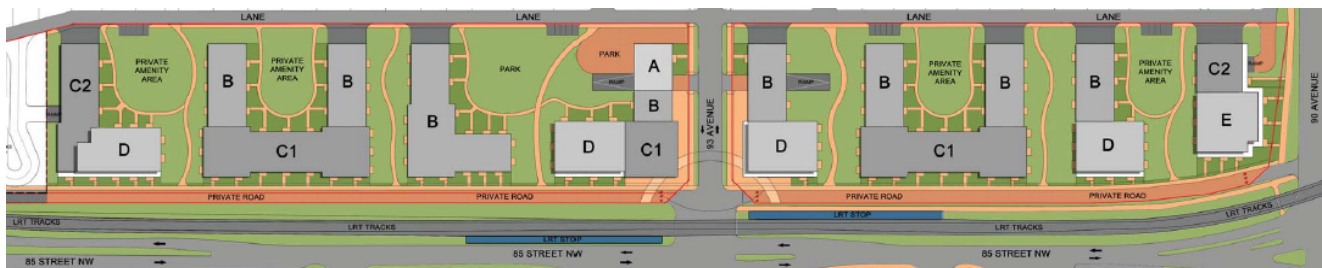 LANE
LANE
LANE
LANE
C2
PRIVATE
AMENITY
AREA
B
PRIVATE
AMENITY
AREA
B
B
PARK
PARK
A
RAMP
B
D
C1
D
C1
RAMP
93 AVENUE
B
RAMP
B
PRIVATE
AMENITY
AREA
B
B
PRIVATE
AMENITY
AREA
C2
RAMP
E
D
C1
D
90 AVENUE
PRIVATE ROAD
PRIVATE ROAD
PRIVATE ROAD
PRIVATE ROAD
LRT TRACKS
LRT TRACKS
LRT STOP
LRT STOP
LRT TRACKS
LRT TRACKS
85 STREET NW
85 STREET NW
85 STREET NW